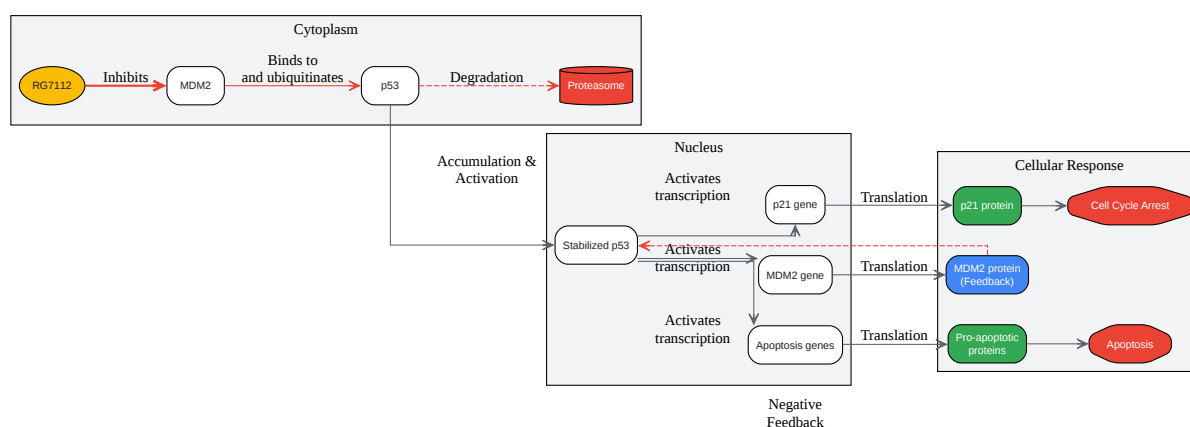 Cytoplasm
RG7112
Inhibits
MDM2
Binds to
and ubiquitinates
p53
Degradation
Proteasome
Accumulation &
Activation
Nucleus
Stabilized p53
Activates
transcription
p21 gene
Activates
transcription
MDM2 gene
Activates
transcription
Apoptosis genes
Translation
Translation
Translation
Cellular Response
p21 protein
Cell Cycle Arrest
MDM2 protein
(Feedback)
Pro-apoptotic
proteins
Apoptosis
Negative
Feedback